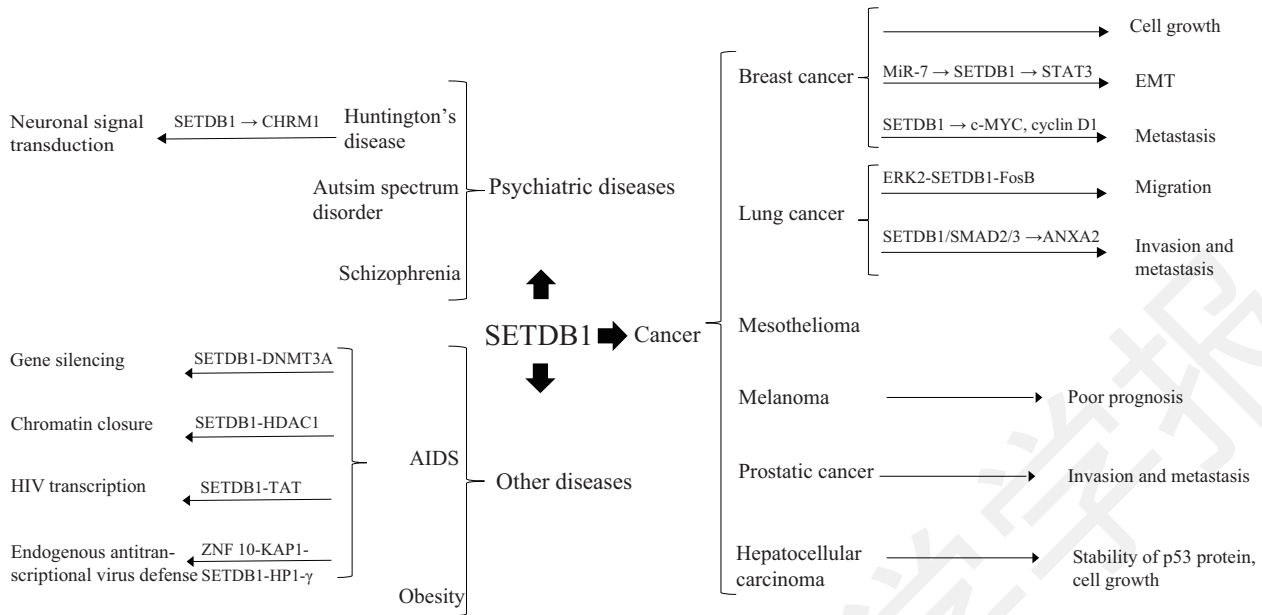 Neuronal signal
transduction
SETDB1 → CHRM1
Huntington's
disease
Autsim spectrum
disorder
Schizophrenia
Psychiatric diseases
SETDB1
Cancer
Breast cancer
Cell growth
MiR-7 → SETDB1 → STAT3
EMT
SETDB1 → c-MYC, cyclin D1
Metastasis
Lung cancer
ERK2-SETDB1-FosB
Migration
SETDB1/SMAD2/3 →ANXA2
Invasion and
metastasis
Mesothelioma
Melanoma
Poor prognosis
Prostatic cancer
Invasion and metastasis
Hepatocellular
carcinoma
Stability of p53 protein,
cell growth
Other diseases
AIDS
Gene silencing
SETDB1-DNMT3A
Chromatin closure
SETDB1-HDAC1
HIV transcription
SETDB1-TAT
Endogenous antitran-
scriptional virus defense
ZNF 10-KAP1-
SETDB1-HP1-γ
Obesity
学报